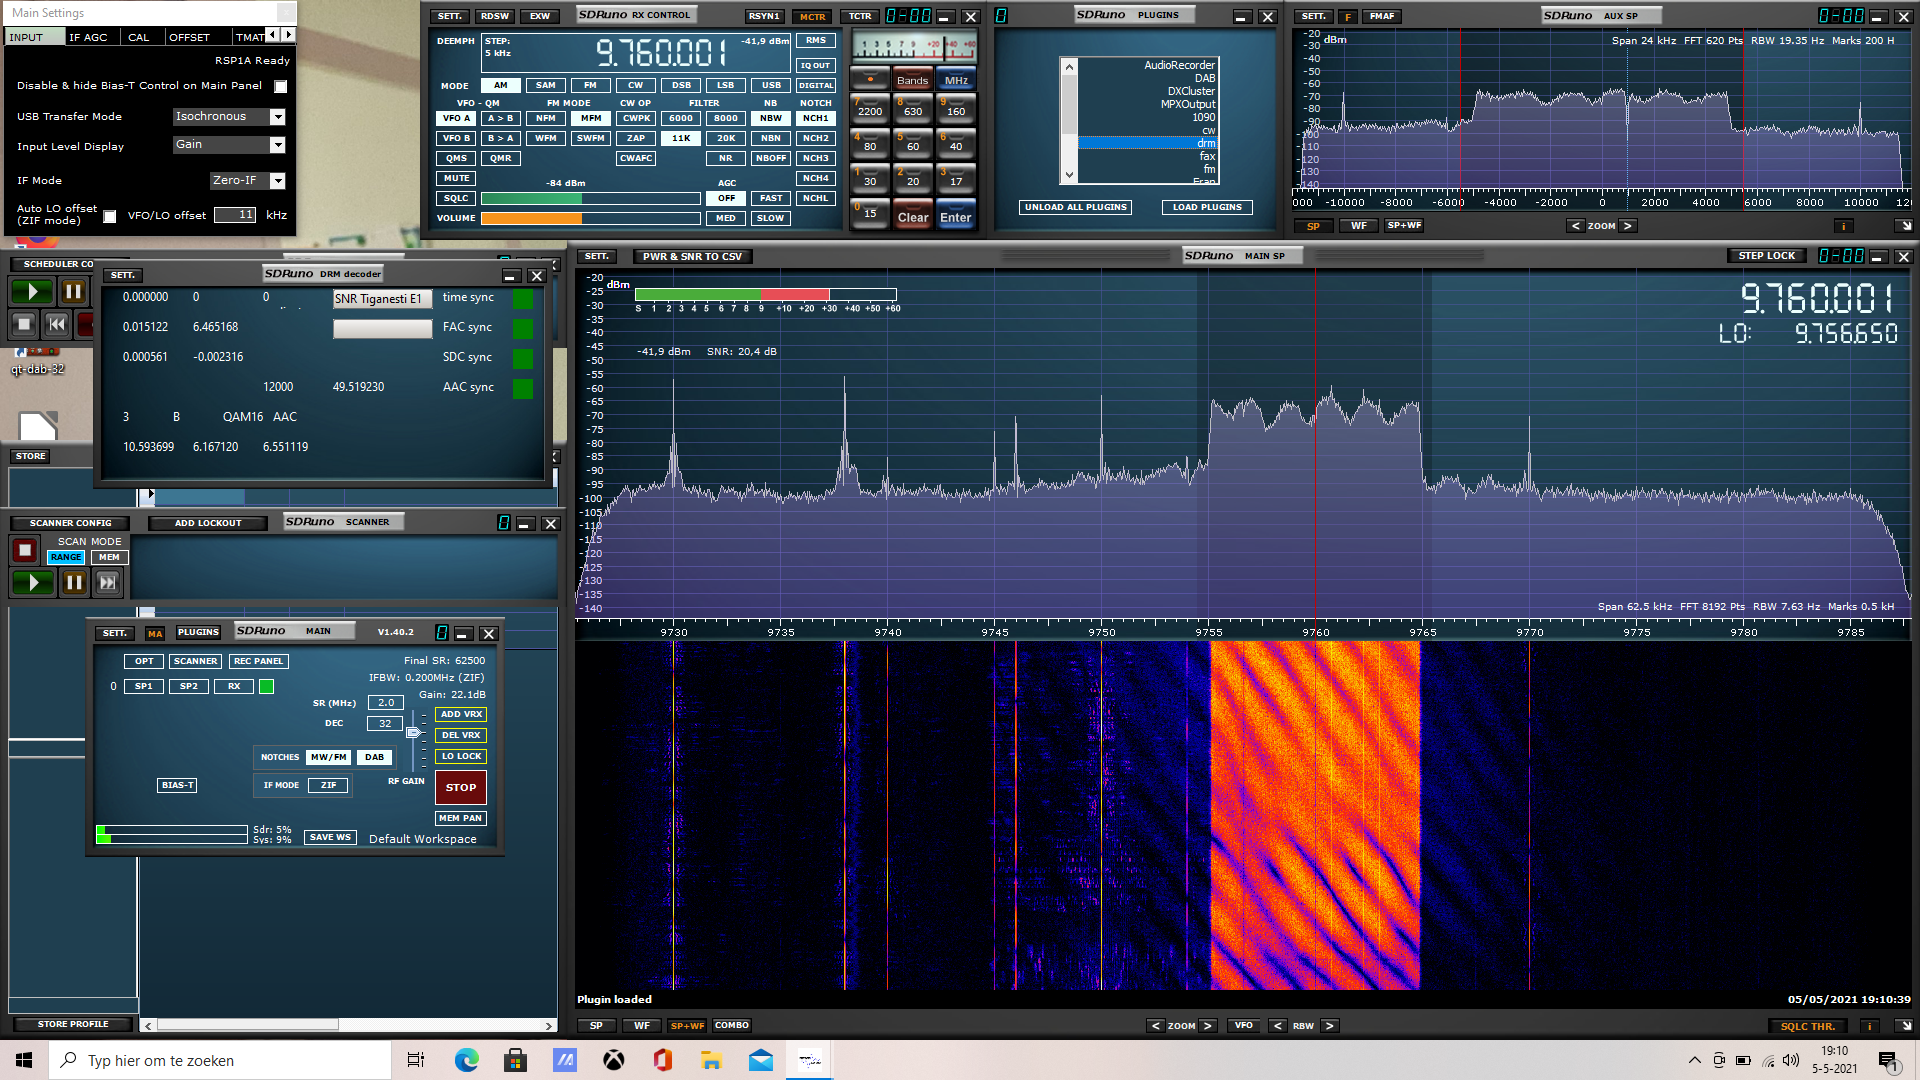 Main Settings
INPUT IF AGC CAL OFFSET TMAT
RSP1A Ready
Disable & hide Bias-T Control on Main Panel
USB Transfer Mode Isochronous
Input Level Display Gain
IF Mode Zero-IF
Auto LO offset
(ZIF mode)
VFO/LO offset 11 kHz
SETT. RDSW EXW SDRuno RX CONTROL RSYN1 MCTR TCTR 0-00
DEEMPH STEP: 9.760.001 -41,9 dBm RMS
5 kHz IQ OUT
MODE AM SAM FM CW DSB LSB USB DIGITAL
VFO - QM FM MODE CW OP FILTER NB NOTCH
VFO A A > B NFM MFM CWPK 6000 8000 NBW NCH1
VFO B B > A WFM SWFM ZAP 11K 20K NBN NCH2
QMS QMR CWAFC NR NBOFF NCH3
MUTE -84 dBm AGC NCH4
SQLC OFF FAST NCHL
VOLUME MED SLOW
1 3 5 7 9 +20 +40 +60
Bands MHz
7 2200 8 630 9 160
4 80 5 60 6 40
1 30 2 20 3 17
0 15 Clear Enter
0 SDRuno PLUGINS
AudioRecorder
DAB
DXCluster
MPXOutput
1090
cw
drm
fax
fm
UNLOAD ALL PLUGINS LOAD PLUGINS
SETT. F FMAF SDRuno AUX SP 0-00
dBm Span 24 kHz FFT 620 Pts RBW 19.35 Hz Marks 200 H
-20
-30
-40
-50
-60
-70
-80
-90
-100
-110
-120
-130
-140
000 -10000 -8000 -6000 -4000 -2000 0 2000 4000 6000 8000 10000 120
SP WF SP+WF < ZOOM > i
SCHEDULER CO
qt-dab-32
SETT. SDRuno DRM decoder
0.000000 0 0 SNR Tiganesti E1 time sync
0.015122 6.465168 FAC sync
0.000561 -0.002316 SDC sync
12000 49.519230 AAC sync
3 B QAM16 AAC
10.593699 6.167120 6.551119
STORE
SCANNER CONFIG ADD LOCKOUT SDRuno SCANNER 0
SCAN MODE
RANGE MEM
SETT. MA PLUGINS SDRuno MAIN V1.40.2 0
OPT SCANNER REC PANEL Final SR: 62500
IFBW: 0.200MHz (ZIF)
0 SP1 SP2 RX Gain: 22.1dB
SR (MHz) 2.0 ADD VRX
DEC 32 DEL VRX
NOTCHES MW/FM DAB LO LOCK
BIAS-T IF MODE ZIF RF GAIN STOP
MEM PAN
Sdr: 5%
Sys: 9%
SAVE WS Default Workspace
STORE PROFILE
SETT. PWR & SNR TO CSV SDRuno MAIN SP STEP LOCK 0-00
dBm
S 1 2 3 4 5 6 7 8 9 +10 +20 +30 +40 +50 +60
-41,9 dBm SNR: 20,4 dB
9.760.001
LO: 9.756.650
-20
-25
-30
-35
-40
-45
-50
-55
-60
-65
-70
-75
-80
-85
-90
-95
-100
-105
-110
-115
-120
-125
-130
-135
-140
Span 62.5 kHz FFT 8192 Pts RBW 7.63 Hz Marks 0.5 kH
9730 9735 9740 9745 9750 9755 9760 9765 9770 9775 9780 9785
Plugin loaded 05/05/2021 19:10:39
SP WF SP+WF COMBO < ZOOM > VFO < RBW > SQLC THR. i
Typ hier om te zoeken
19:10
5-5-2021
1